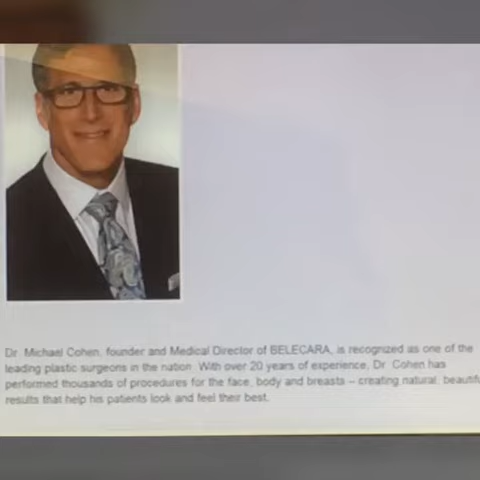 Dr. Michael Cohen, founder and Medical Director of BELECARA, is recognized as one of the
leading plastic surgeons in the nation. With over 20 years of experience, Dr. Cohen has
performed thousands of procedures for the face, body and breasts – creating natural, beautifu
results that help his patients look and feel their best.